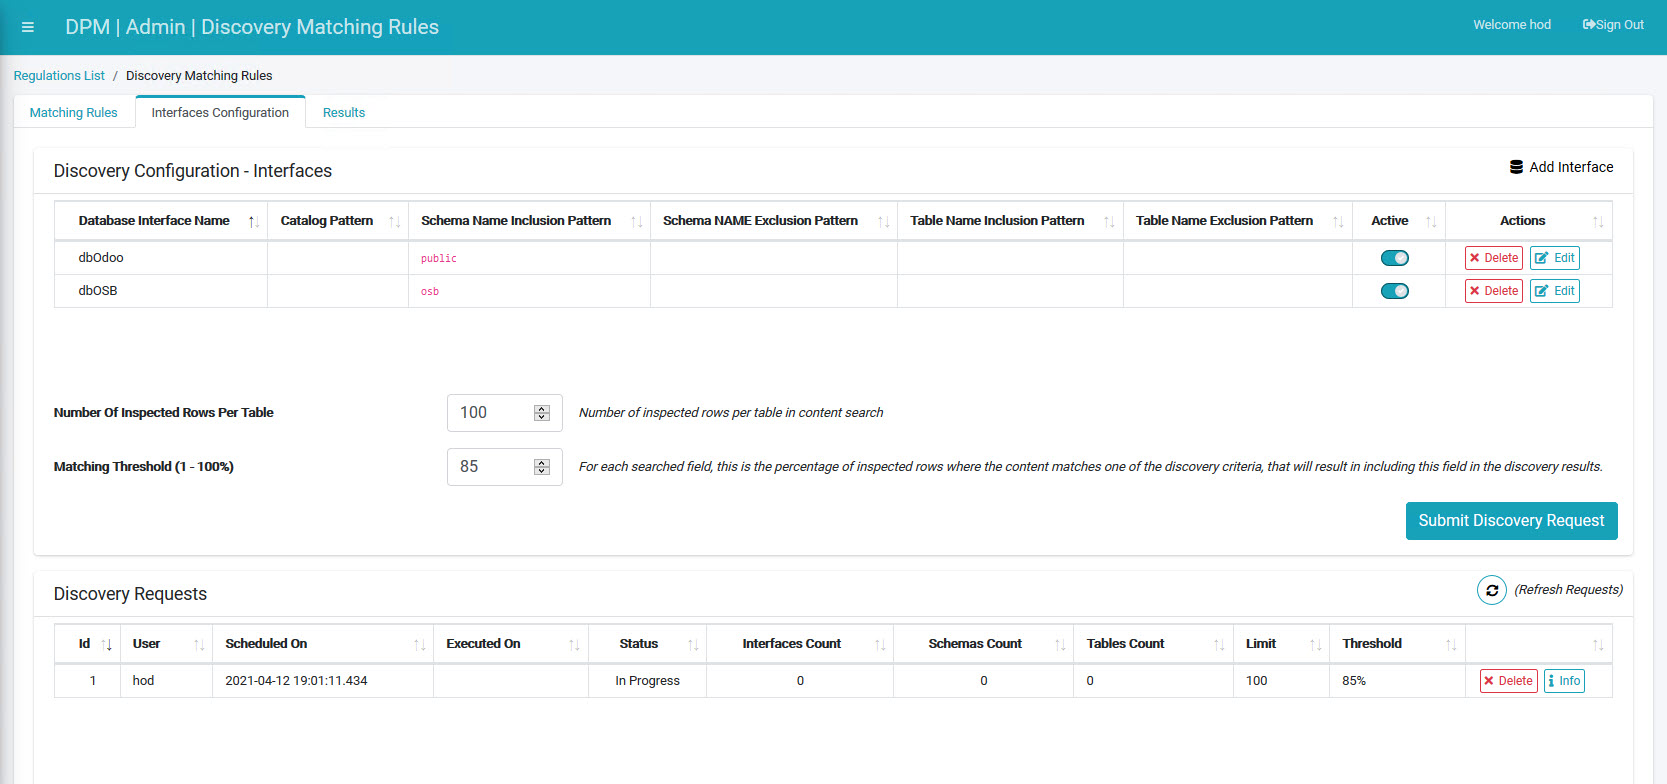 DPM | Admin | Discovery Matching Rules
Welcome hod
Sign Out
Regulations List / Discovery Matching Rules
Matching Rules Interfaces Configuration Results
Discovery Configuration - Interfaces
Add Interface
Database Interface Name Catalog Pattern Schema Name Inclusion Pattern Schema NAME Exclusion Pattern Table Name Inclusion Pattern Table Name Exclusion Pattern Active Actions
dbOdoo public Delete Edit
dbOSB osb Delete Edit
Number Of Inspected Rows Per Table 100 Number of inspected rows per table in content search
Matching Threshold (1 - 100%) 85 For each searched field, this is the percentage of inspected rows where the content matches one of the discovery criteria, that will result in including this field in the discovery results.
Submit Discovery Request
Discovery Requests
(Refresh Requests)
Id User Scheduled On Executed On Status Interfaces Count Schemas Count Tables Count Limit Threshold
1 hod 2021-04-12 19:01:11.434 In Progress 0 0 0 100 85% Delete Info